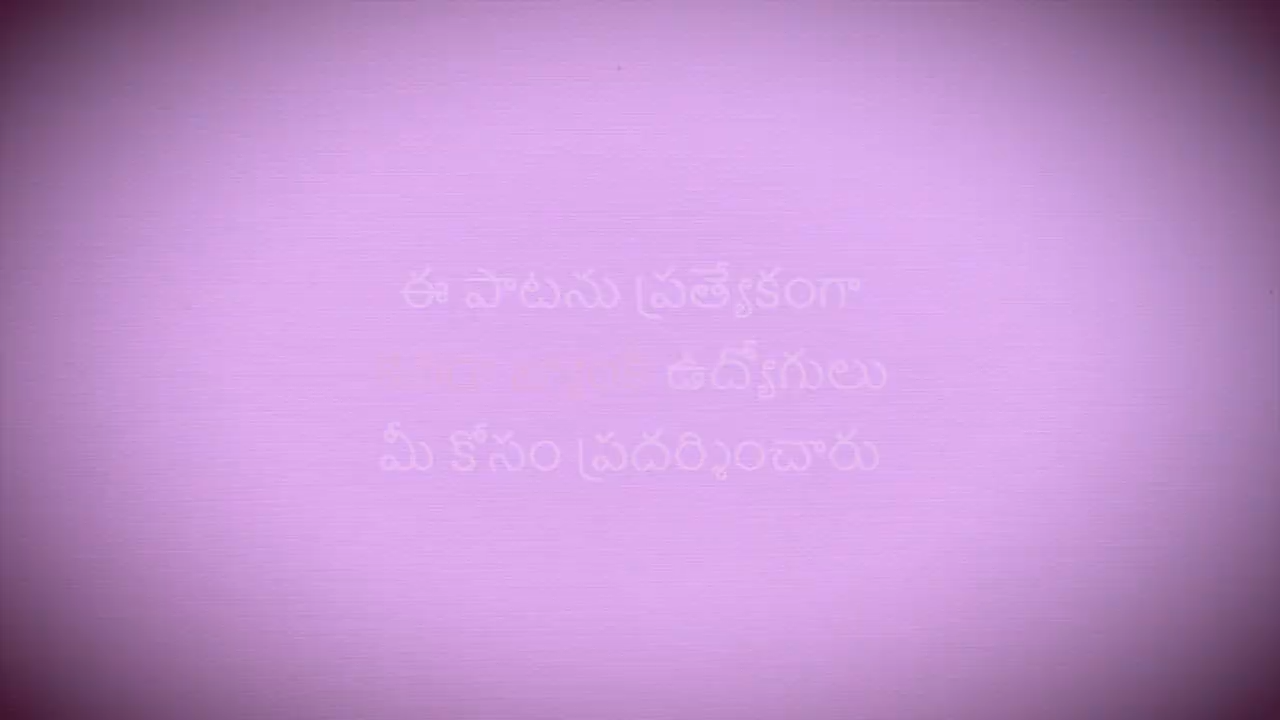 ఈ పాటను ప్రత్యేకంగా
ఉద్యోగులు
మీ కోసం ప్రదర్శించారు